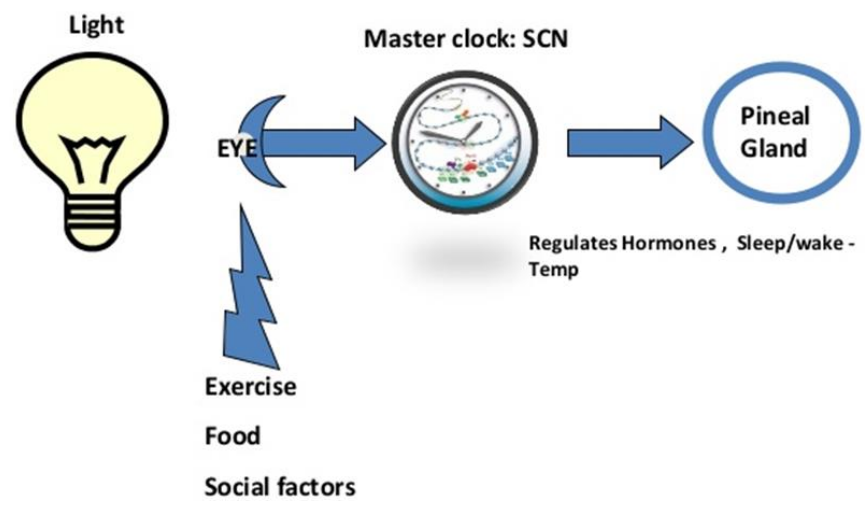 Light
Master clock: SCN
EYE
Pineal
Gland
Regulates Hormones , Sleep/wake -
Temp
Exercise
Food
Social factors